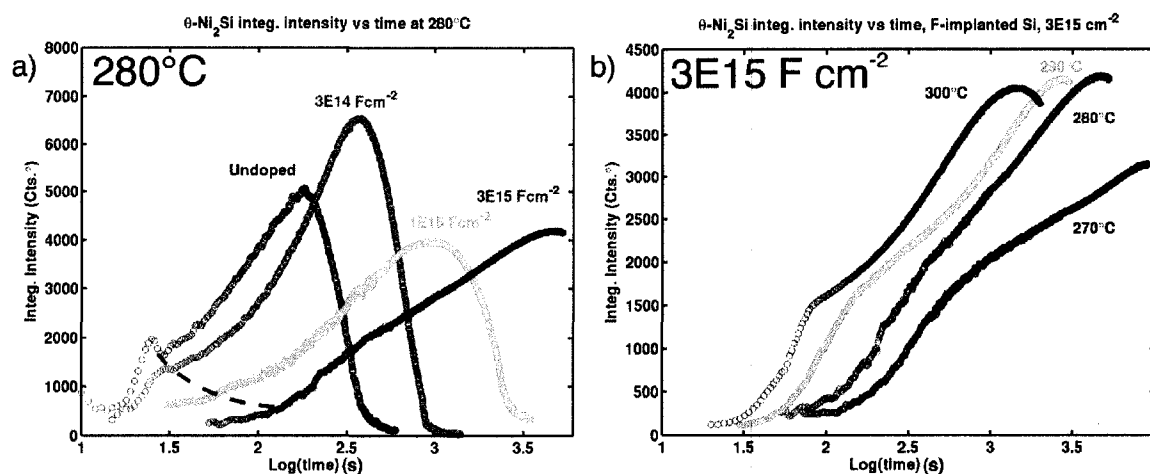 θ-Ni2Si integ. intensity vs time at 280°C
a)
280°C
8000
7000
6000
5000
4000
3000
2000
1000
0
Integ. Intensity (Cts.°)
3E14 Fcm-2
Undoped
3E15 Fcm-2
1E15 Fcm-2
1
1.5
2
2.5
3
3.5
Log(time) (s)
θ-Ni2Si integ. intensity vs time, F-implanted Si, 3E15 cm-2
b)
3E15 F cm-2
4500
4000
3500
3000
2500
2000
1500
1000
500
0
Integ. Intensity (Cts.°)
290°C
300°C
280°C
270°C
1
1.5
2
2.5
3
3.5
Log(time) (s)